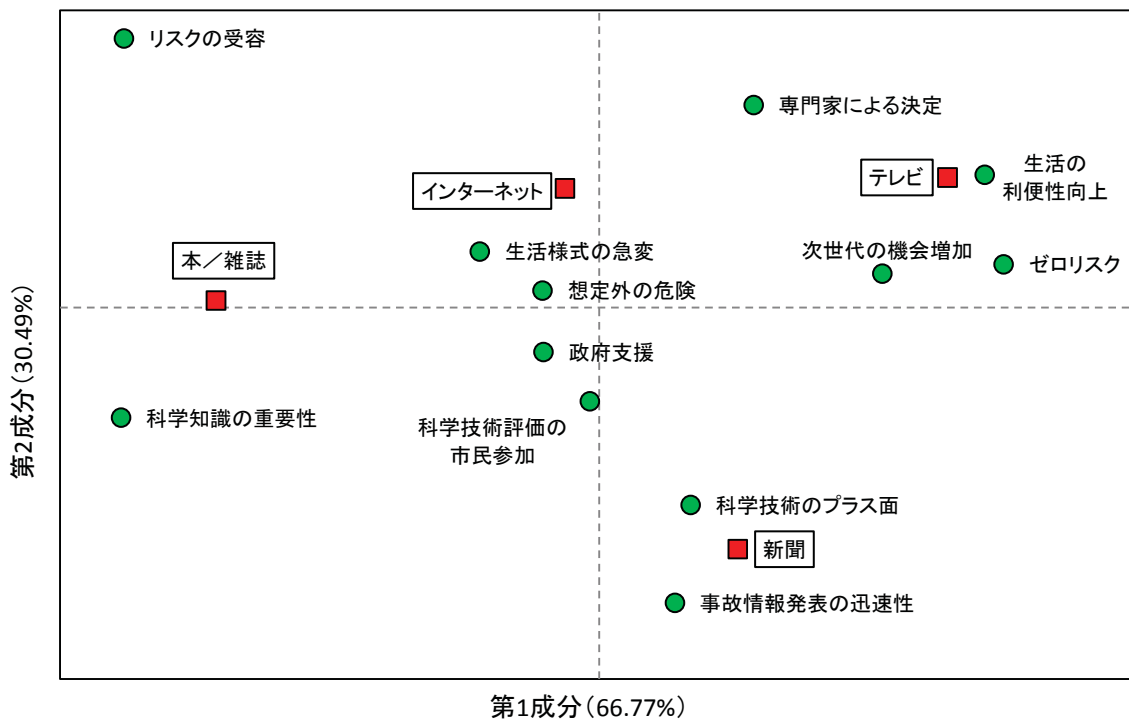 リスクの受容
専門家による決定
テレビ
生活の
利便性向上
インターネット
生活様式の急変
次世代の機会増加
ゼロリスク
本／雑誌
想定外の危険
政府支援
科学知識の重要性
科学技術評価の
市民参加
科学技術のプラス面
新聞
事故情報発表の迅速性
第2成分（30.49%）
第1成分（66.77%）